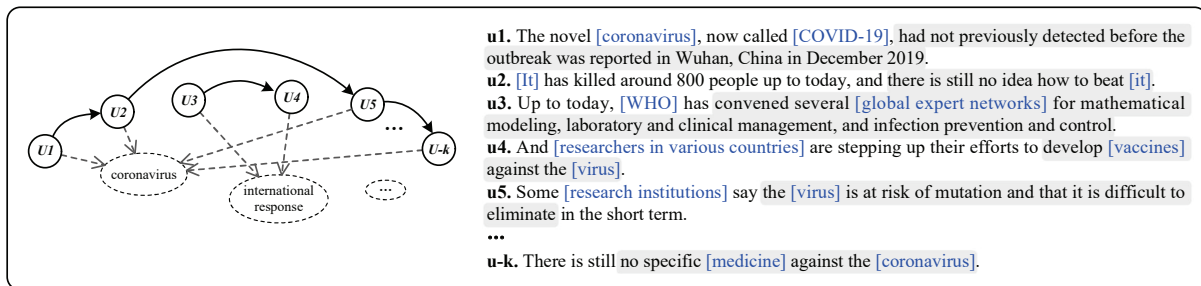 U1
U2
U3
U4
U5
...
U-k
coronavirus
international
response
...
u1. The novel [coronavirus], now called [COVID-19], had not previously detected before the
outbreak was reported in Wuhan, China in December 2019.
u2. [It] has killed around 800 people up to today, and there is still no idea how to beat [it].
u3. Up to today, [WHO] has convened several [global expert networks] for mathematical
modeling, laboratory and clinical management, and infection prevention and control.
u4. And [researchers in various countries] are stepping up their efforts to develop [vaccines]
against the [virus].
u5. Some [research institutions] say the [virus] is at risk of mutation and that it is difficult to
eliminate in the short term.
...
u-k. There is still no specific [medicine] against the [coronavirus].